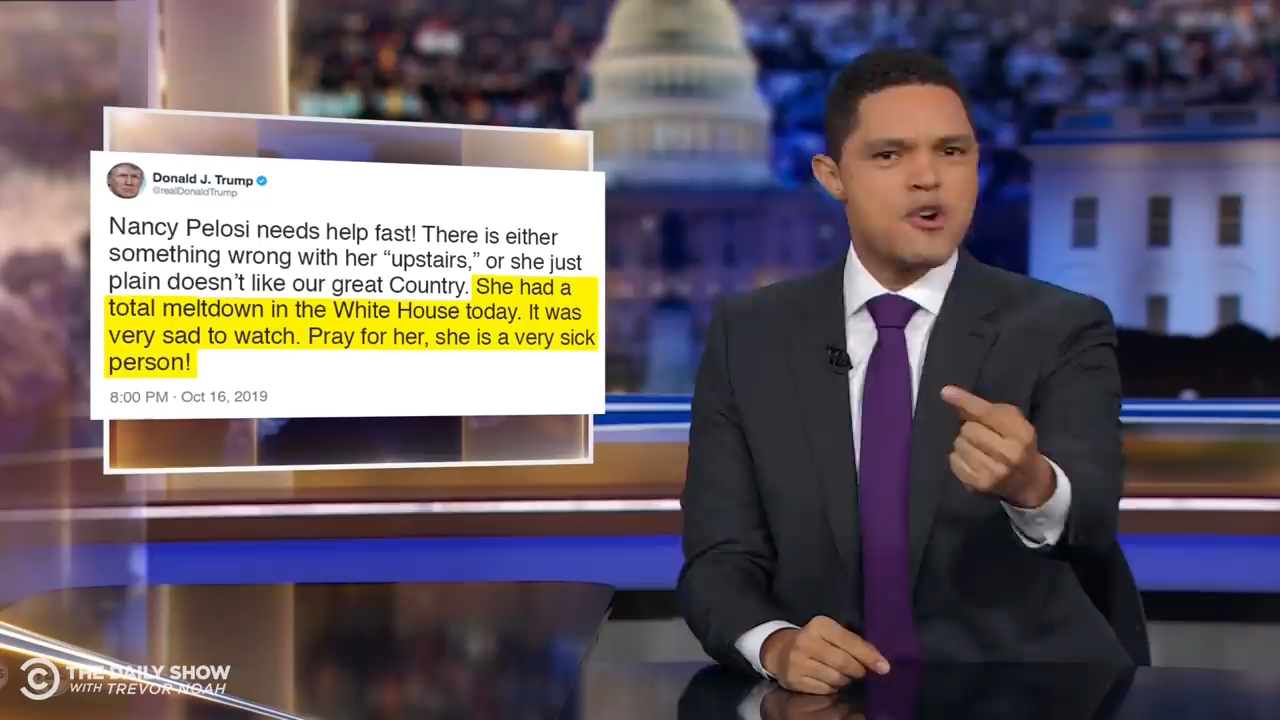 Donald J. Trump
@realDonaldTrump
Nancy Pelosi needs help fast! There is either
something wrong with her “upstairs,” or she just
plain doesn’t like our great Country. She had a
total meltdown in the White House today. It was
very sad to watch. Pray for her, she is a very sick
person!
8:00 PM · Oct 16, 2019
THE DAILY SHOW
WITH TREVOR NOAH